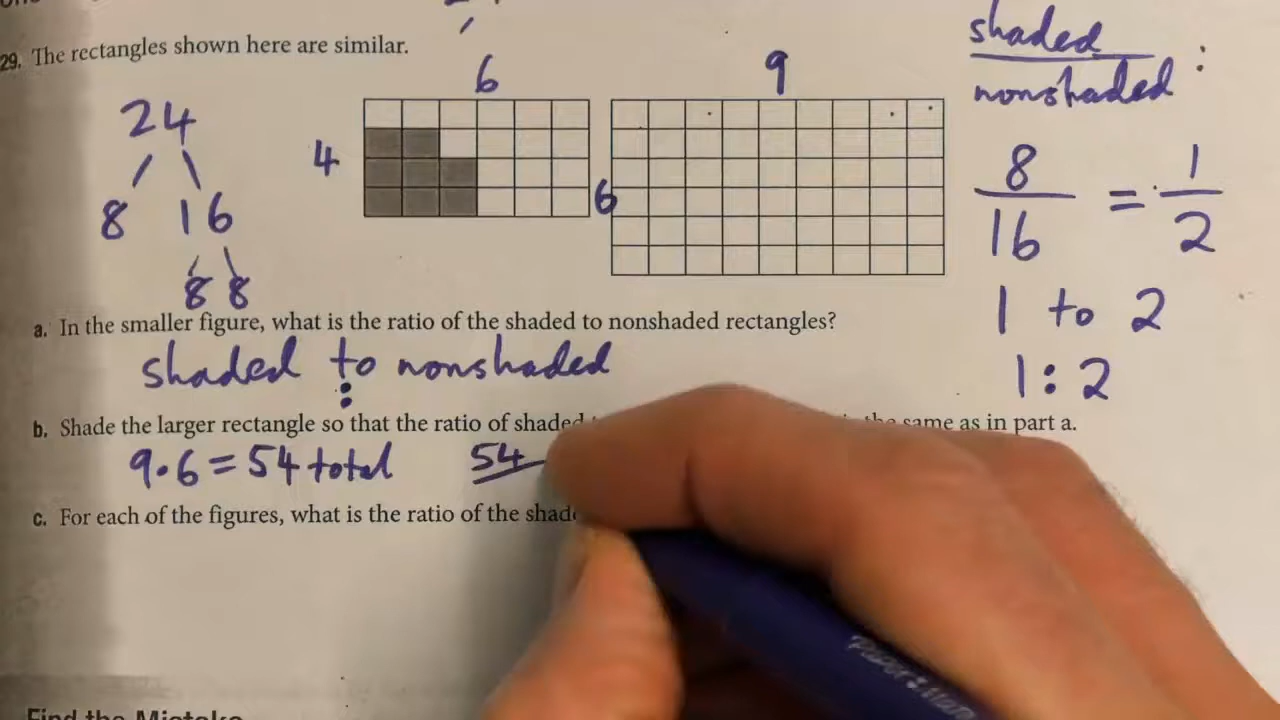 29. The rectangles shown here are similar.
6
9
4
6
24
8 16
8 8
shaded
nonshaded :
8
16
= 1
2
1 to 2
1:2
a. In the smaller figure, what is the ratio of the shaded to nonshaded rectangles?
shaded to nonshaded
:
b. Shade the larger rectangle so that the ratio of shaded the same as in part a.
9·6=54 total 54
c. For each of the figures, what is the ratio of the
Find the Mistake